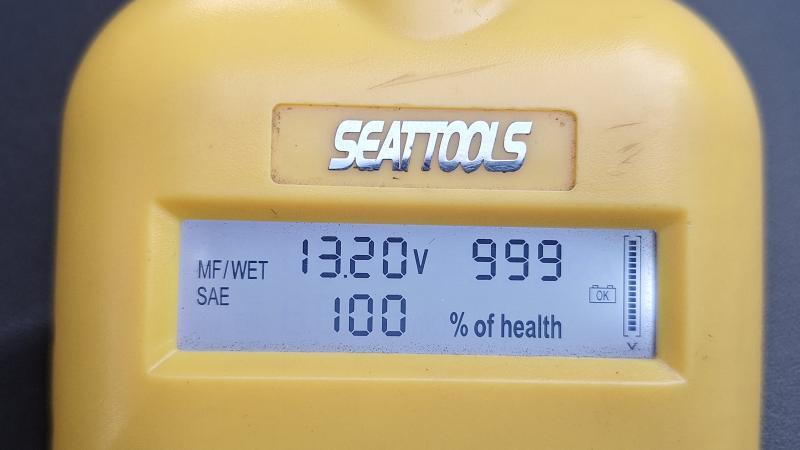 SEATTOOLS
MF/WET 13.20V 999
SAE 100 % of health
OK
V